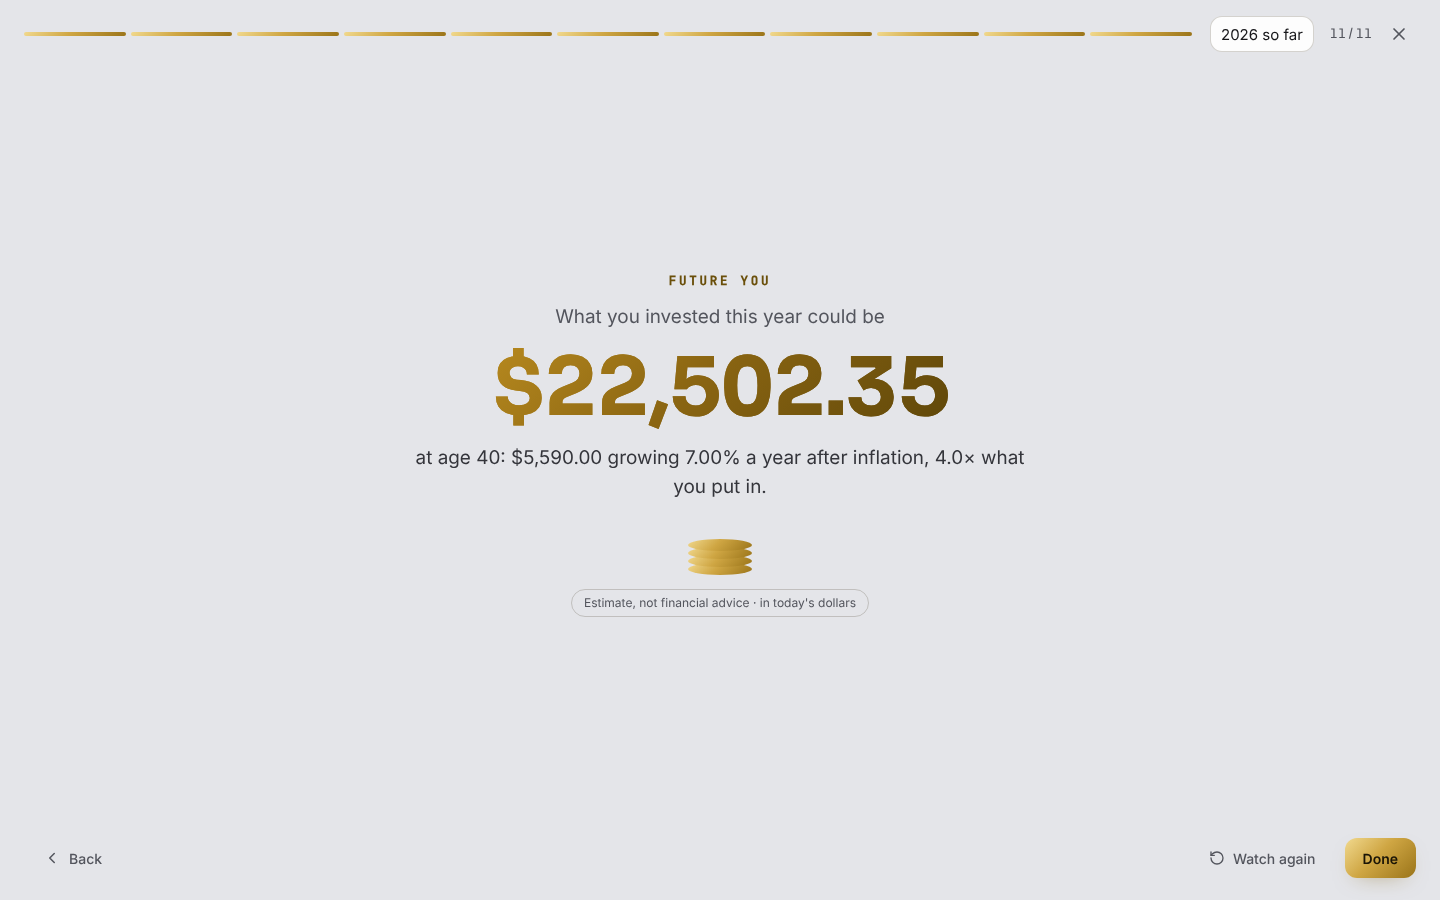 2026 so far
11 / 11
FUTURE YOU
What you invested this year could be
$22,502.35
at age 40: $5,590.00 growing 7.00% a year after inflation, 4.0× what
you put in.
Estimate, not financial advice · in today's dollars
Back
Watch again
Done